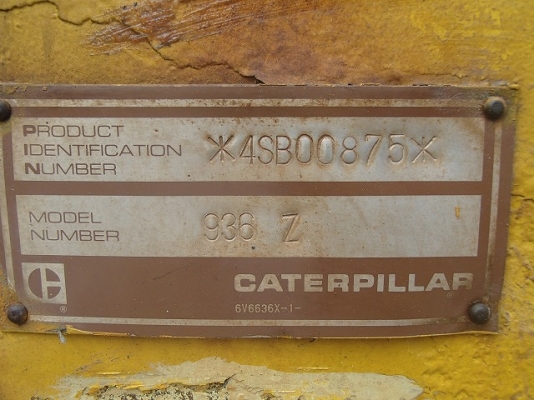 PRODUCT
IDENTIFICATION
NUMBER
*4SB00875*
MODEL
NUMBER
936 Z
C
®
CATERPILLAR
6V6636X-1-